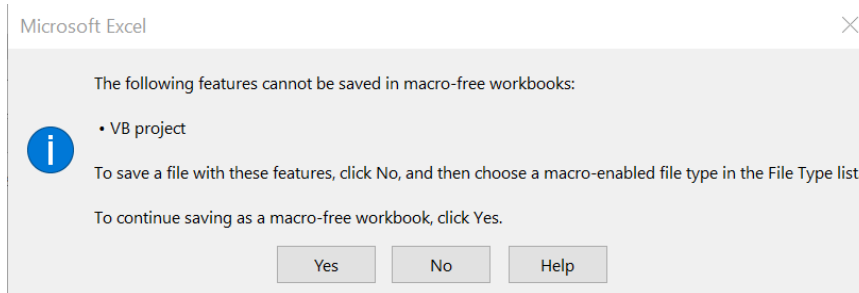 Microsoft Excel
The following features cannot be saved in macro-free workbooks:
• VB project
To save a file with these features, click No, and then choose a macro-enabled file type in the File Type list
To continue saving as a macro-free workbook, click Yes.
Yes No Help